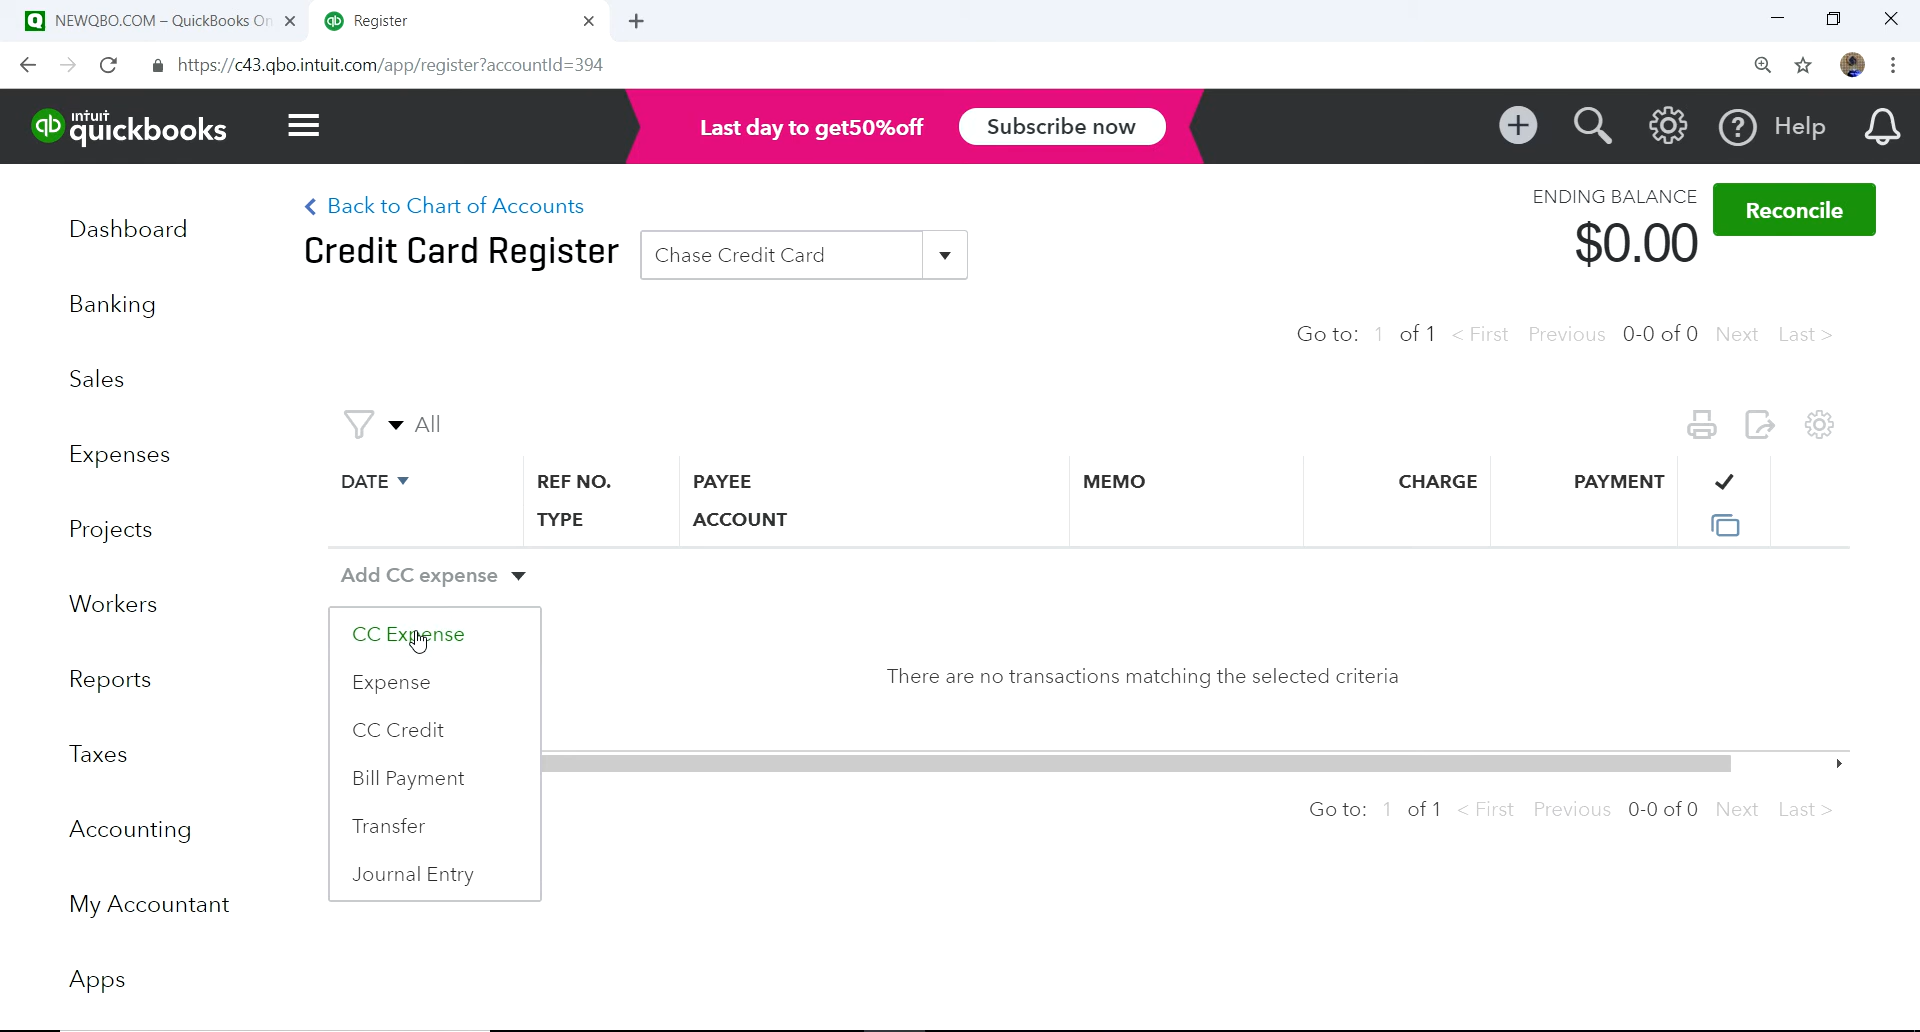 NEWQBO.COM – QuickBooks On
Register
https://c43.qbo.intuit.com/app/register?accountId=394
intuit
quickbooks
Last day to get50%off
Subscribe now
Help
Dashboard
Banking
Sales
Expenses
Projects
Workers
Reports
Taxes
Accounting
My Accountant
Apps
Back to Chart of Accounts
Credit Card Register
Chase Credit Card
ENDING BALANCE
$0.00
Reconcile
Go to: 1 of 1 < First Previous 0-0 of 0 Next Last >
All
DATE REF NO. PAYEE MEMO CHARGE PAYMENT
TYPE ACCOUNT
Add CC expense
CC Expense
Expense
CC Credit
Bill Payment
Transfer
Journal Entry
There are no transactions matching the selected criteria
Go to: 1 of 1 < First Previous 0-0 of 0 Next Last >